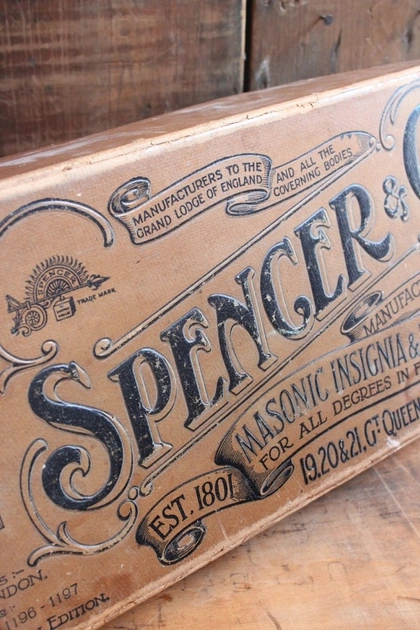 MANUFACTURERS TO THE
GRAND LODGE OF ENGLAND
AND ALL THE
GOVERNING BODIES
SPENCER
TRADE MARK
SPENCER &
MANUFACT
MASONIC INSIGNIA &
FOR ALL DEGREES IN F
EST. 1801
19,20 & 21, GT QUEEN
NDON.
1196 - 1197
EDITION.